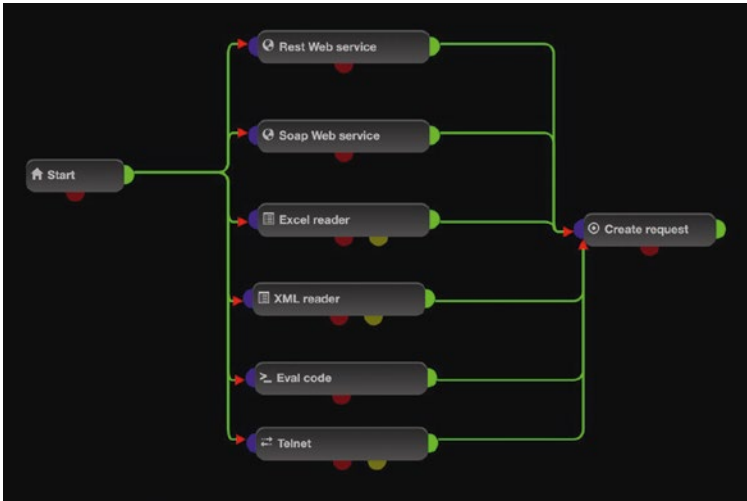 Start
Rest Web service
Soap Web service
Excel reader
XML reader
Eval code
Telnet
Create request